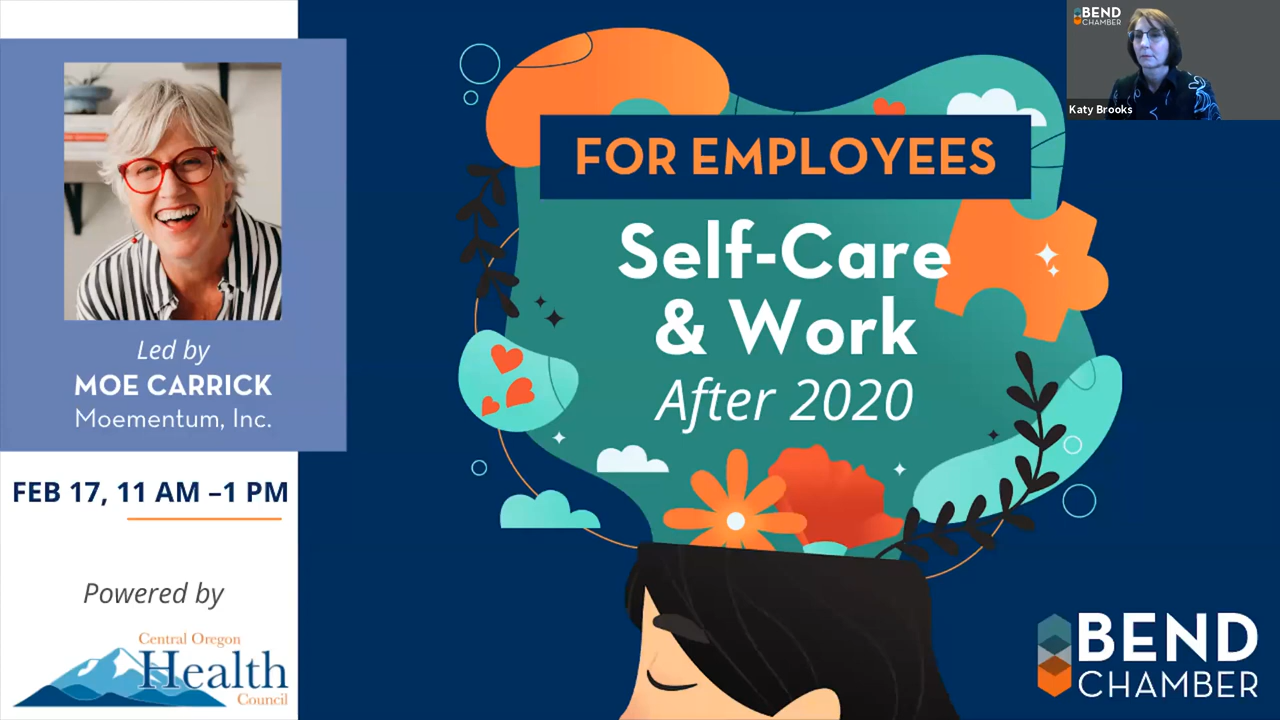 Led by
MOE CARRICK
Moementum, Inc.
FEB 17, 11 AM –1 PM
Powered by
Central Oregon
Health
Council
FOR EMPLOYEES
Self-Care
& Work
After 2020
BEND
CHAMBER
Katy Brooks
BEND
CHAMBER